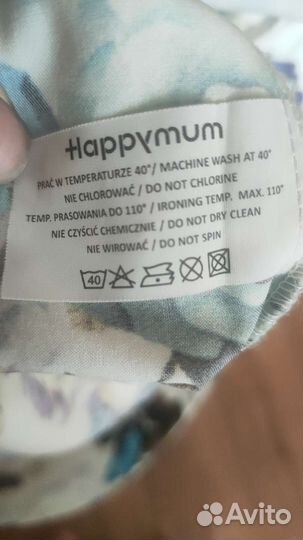 Happymum
PRAĆ W TEMPERATURZE 40°/ MACHINE WASH AT 40°
NIE CHLOROWAĆ / DO NOT CHLORINE
TEMP. PRASOWANIA DO 110° / IRONING TEMP. MAX. 110°
NIE CZYŚCIĆ CHEMICZNIE / DO NOT DRY CLEAN
NIE WIROWAĆ / DO NOT SPIN
40
Avito